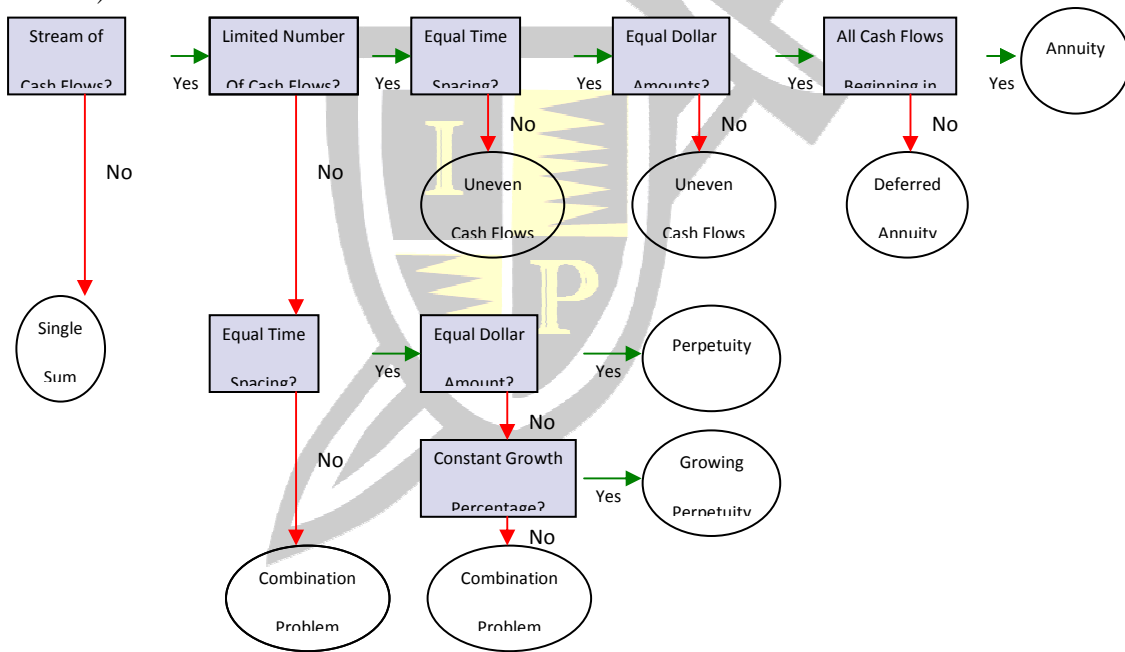 Stream of
Cash Flows?
Yes
Limited Number
Of Cash Flows?
Yes
Equal Time
Spacing?
Yes
Equal Dollar
Amounts?
Yes
All Cash Flows
Beginning in
Yes
Annuity
No
No
No
No
No
Uneven
Cash Flows
Uneven
Cash Flows
Deferred
Annuity
I
P
Single
Sum
Equal Time
Spacing?
Yes
Equal Dollar
Amount?
Yes
Perpetuity
No
No
Constant Growth
Percentage?
Yes
Growing
Perpetuity
No
Combination
Problem
Combination
Problem